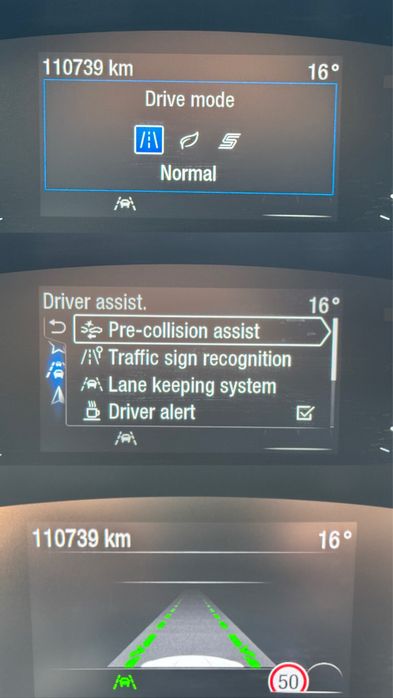 110739 km 16°
Drive mode
Normal
Driver assist. 16°
Pre-collision assist
Traffic sign recognition
Lane keeping system
Driver alert
110739 km 16°
50